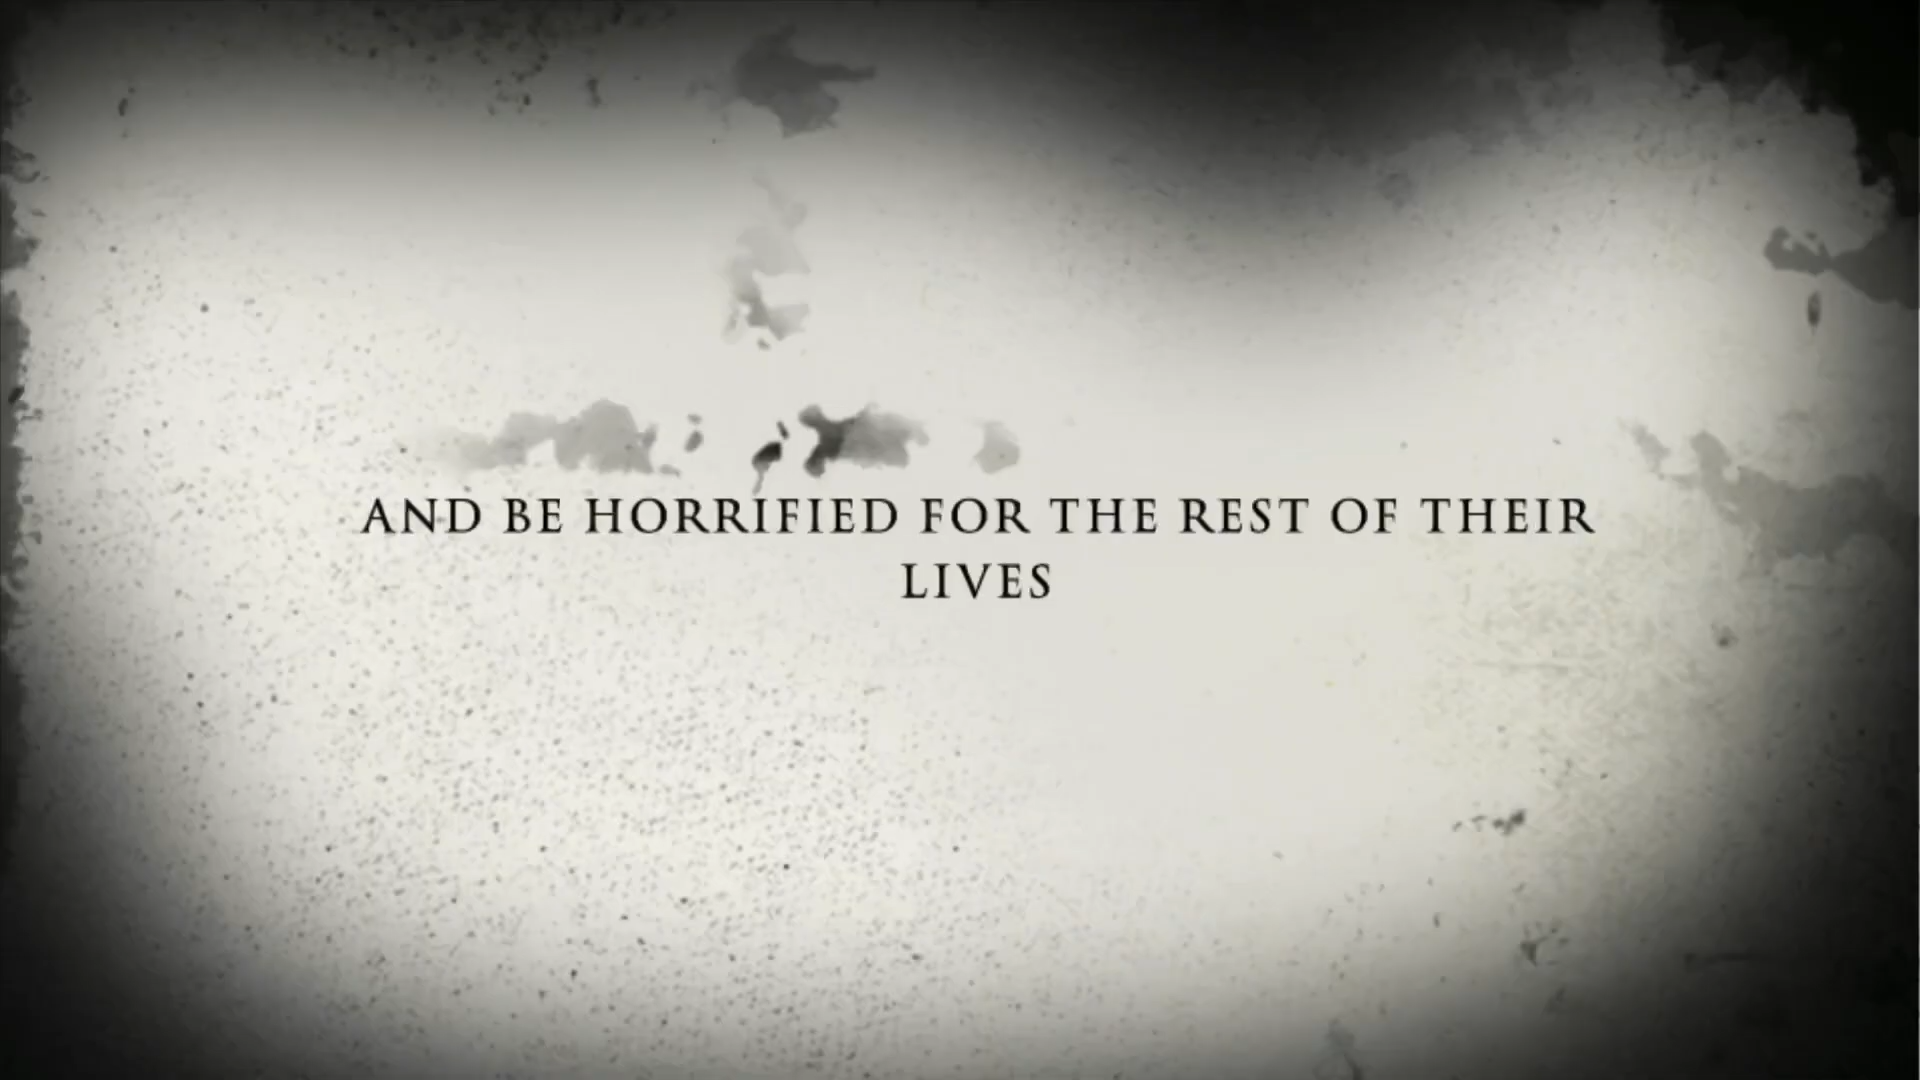 AND BE HORRIFIED FOR THE REST OF THEIR
LIVES